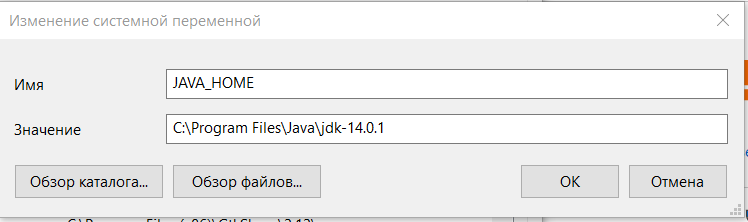 Изменение системной переменной
Имя
JAVA_HOME
Значение
C:\Program Files\Java\jdk-14.0.1
Обзор каталога...
Обзор файлов...
OK
Отмена